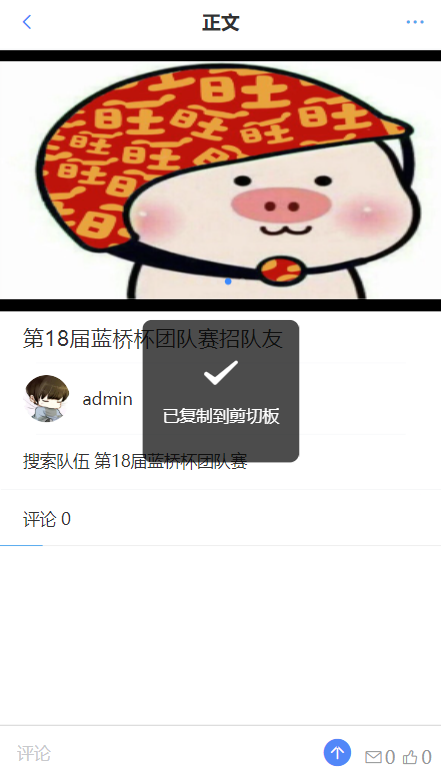 正文
旺 旺 旺 旺 旺 旺 旺 旺 旺
第18届蓝桥杯团队赛招队友
已复制到剪切板
admin
搜索队伍 第18届蓝桥杯团队赛
评论 0
评论
0 0